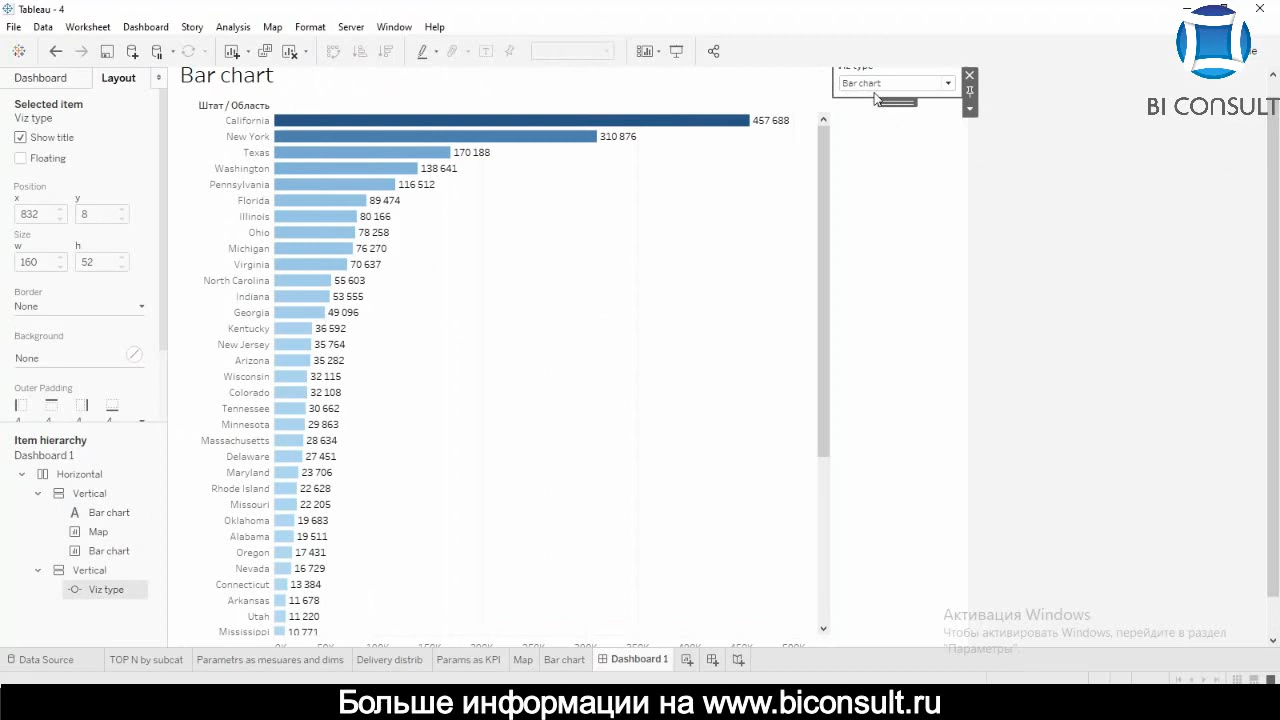 Tableau - 4
File Data Worksheet Dashboard Story Analysis Map Format Server Window Help
BI CONSULT
Dashboard Layout
Bar chart
Viz type
Bar chart
Selected item
Viz type
Show title
Floating
Position
x y
832 8
Size
w h
160 52
Border
None
Background
None
Outer Padding
Item hierarchy
Dashboard 1
Horizontal
Vertical
Bar chart
Map
Bar chart
Vertical
Viz type
Штат / Область
California 457 688
New York 310 876
Texas 170 188
Washington 138 641
Pennsylvania 116 512
Florida 89 474
Illinois 80 166
Ohio 78 258
Michigan 76 270
Virginia 70 637
North Carolina 55 603
Indiana 53 555
Georgia 49 096
Kentucky 36 592
New Jersey 35 764
Arizona 35 282
Wisconsin 32 115
Colorado 32 108
Tennessee 30 662
Minnesota 29 863
Massachusetts 28 634
Delaware 27 451
Maryland 23 706
Rhode Island 22 628
Missouri 22 205
Oklahoma 19 683
Alabama 19 511
Oregon 17 431
Nevada 16 729
Connecticut 13 384
Arkansas 11 678
Utah 11 220
Mississippi 10 771
Активация Windows
Чтобы активировать Windows, перейдите в раздел
"Параметры".
Data Source TOP N by subcat Parametrs as mesuares and dims Delivery distrib Params as KPI Map Bar chart Dashboard 1
Больше информации на www.biconsult.ru